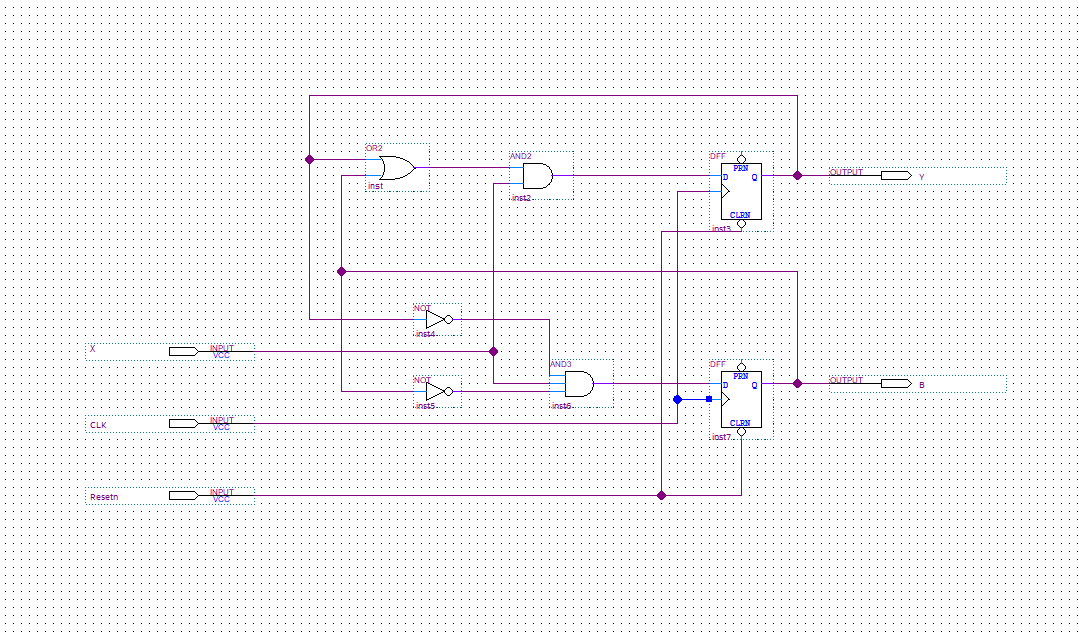 OR2
inst
AND2
inst2
DFF
PRN
D
Q
CLRN
inst3
OUTPUT
Y
NOT
inst4
X
INPUT
VCC
AND3
inst6
NOT
inst5
DFF
PRN
D
Q
CLRN
inst7
OUTPUT
B
CLK
INPUT
VCC
Resetn
INPUT
VCC